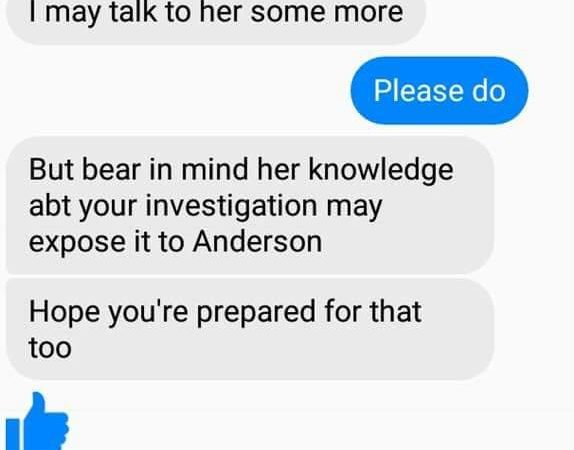 I may talk to her some more
Please do
But bear in mind her knowledge
abt your investigation may
expose it to Anderson
Hope you're prepared for that
too